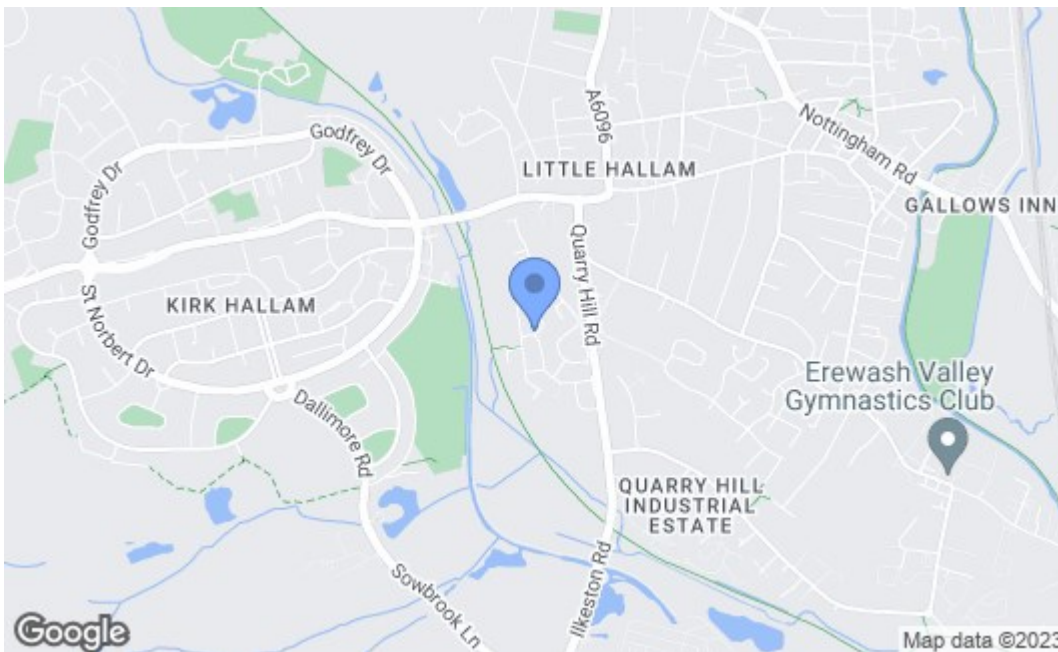 A6096
Godfrey Dr
Nottingham Rd
LITTLE HALLAM
GALLOWS INN
Godfrey Dr
Quarry Hill Rd
KIRK HALLAM
St Norbert Dr
Erewash Valley
Gymnastics Club
Dallimore Rd
QUARRY HILL
INDUSTRIAL
ESTATE
Ilkeston Rd
Sowbrook Ln
Google
Map data ©2023